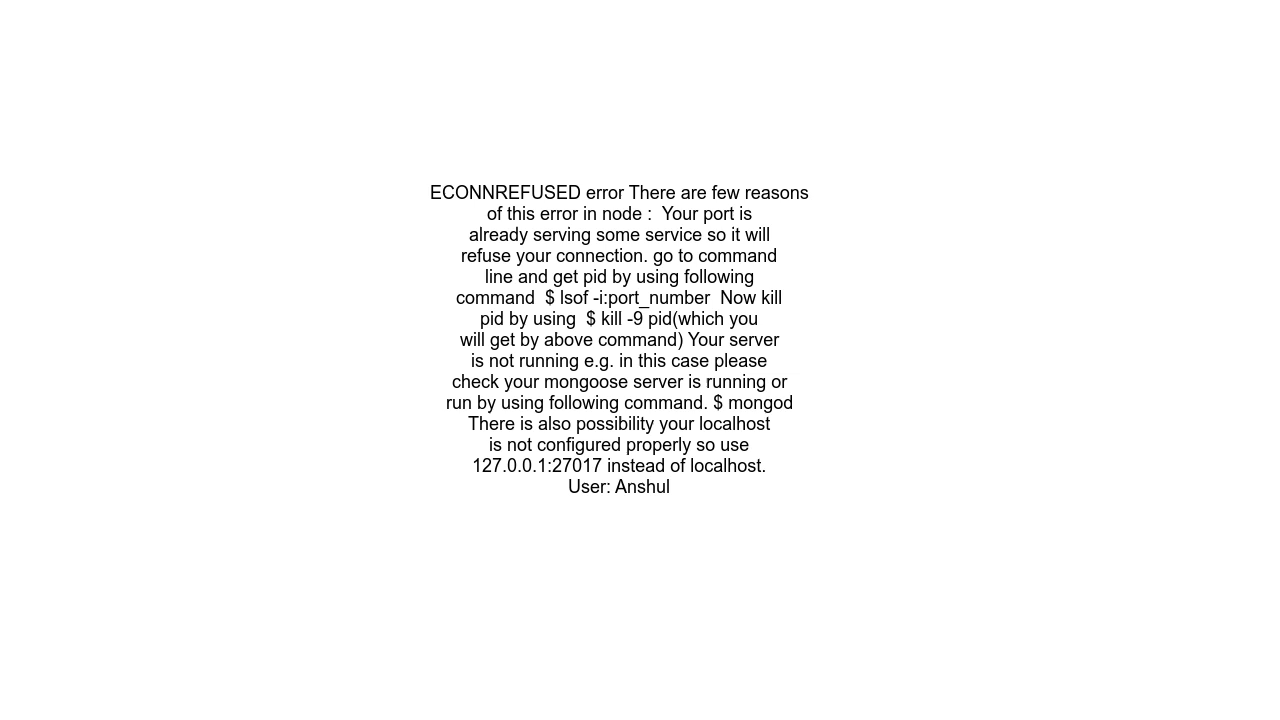 ECONNREFUSED error There are few reasons
of this error in node :  Your port is
already serving some service so it will
refuse your connection. go to command
line and get pid by using following
command  $ lsof -i:port_number  Now kill
pid by using  $ kill -9 pid(which you
will get by above command) Your server
is not running e.g. in this case please
check your mongoose server is running or
run by using following command. $ mongod
There is also possibility your localhost
is not configured properly so use
127.0.0.1:27017 instead of localhost.
User: Anshul